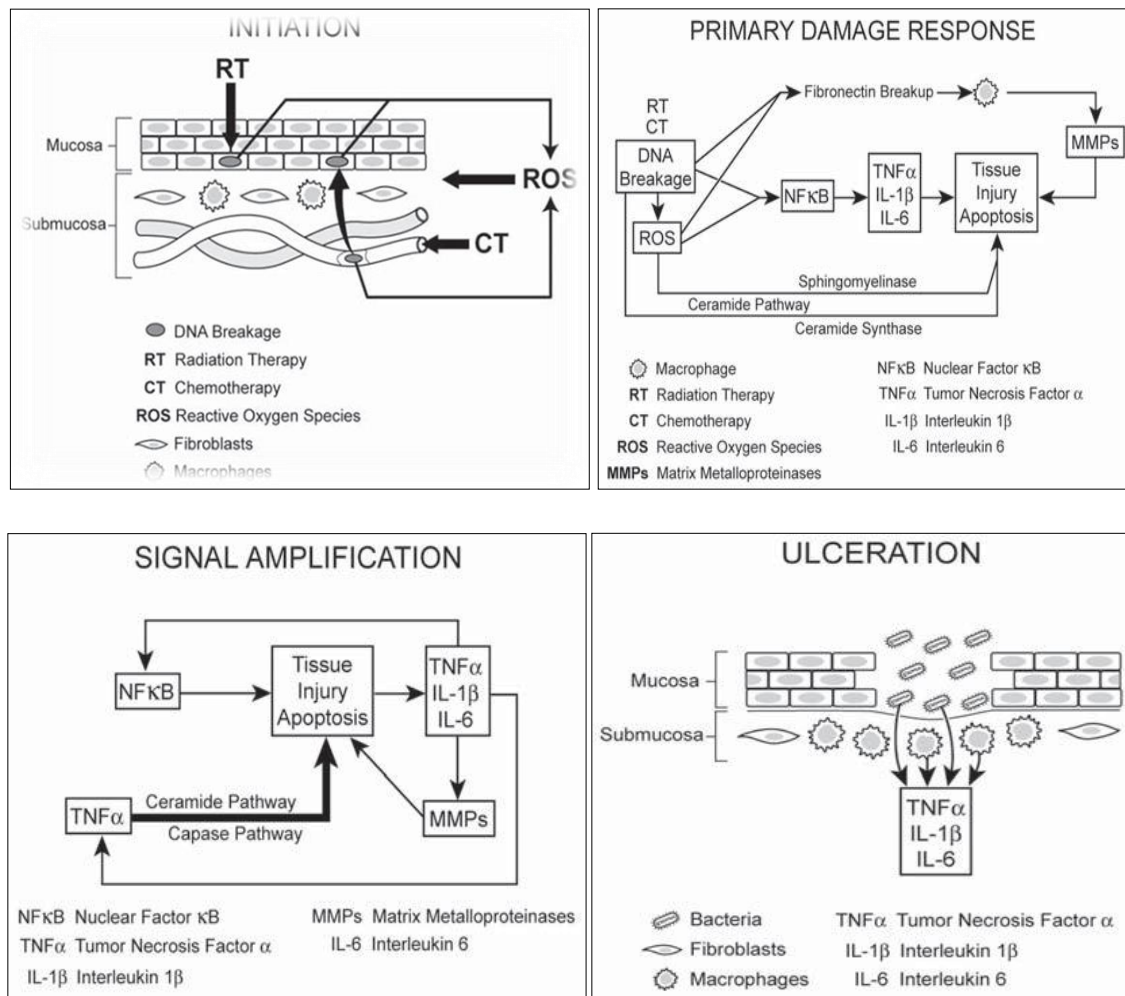 INITIATION
RT
Mucosa
ROS
Submucosa
CT
DNA Breakage
RT Radiation Therapy
CT Chemotherapy
ROS Reactive Oxygen Species
Fibroblasts
Macrophages
PRIMARY DAMAGE RESPONSE
RT
CT
DNA
Breakage
ROS
Fibronectin Breakup
MMPs
NFκB
TNFα
IL-1β
IL-6
Tissue
Injury
Apoptosis
Sphingomyelinase
Ceramide Pathway
Ceramide Synthase
Macrophage
RT Radiation Therapy
CT Chemotherapy
ROS Reactive Oxygen Species
MMPs Matrix Metalloproteinases
NFκB Nuclear Factor κB
TNFα Tumor Necrosis Factor α
IL-1β Interleukin 1β
IL-6 Interleukin 6
SIGNAL AMPLIFICATION
NFκB
Tissue
Injury
Apoptosis
TNFα
IL-1β
IL-6
TNFα
Ceramide Pathway
Capase Pathway
MMPs
NFκB Nuclear Factor κB
TNFα Tumor Necrosis Factor α
IL-1β Interleukin 1β
MMPs Matrix Metalloproteinases
IL-6 Interleukin 6
ULCERATION
Mucosa
Submucosa
TNFα
IL-1β
IL-6
Bacteria
Fibroblasts
Macrophages
TNFα Tumor Necrosis Factor α
IL-1β Interleukin 1β
IL-6 Interleukin 6